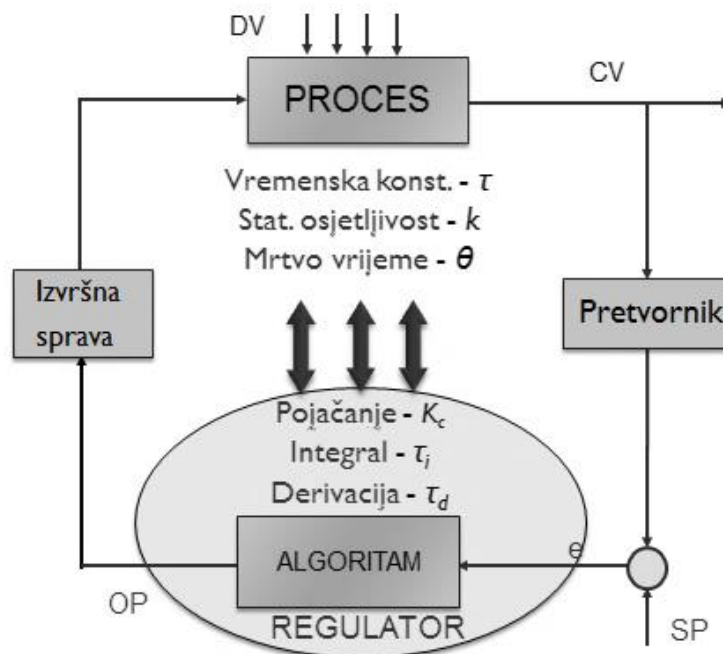 DV
PROCES
CV
Vremenska konst. - τ
Stat. osjetljivost - k
Mrtvo vrijeme - θ
Izvršna
sprava
Pretvornik
Pojačanje - Kc
Integral - τi
Derivacija - τd
ALGORITAM
e
OP
REGULATOR
SP